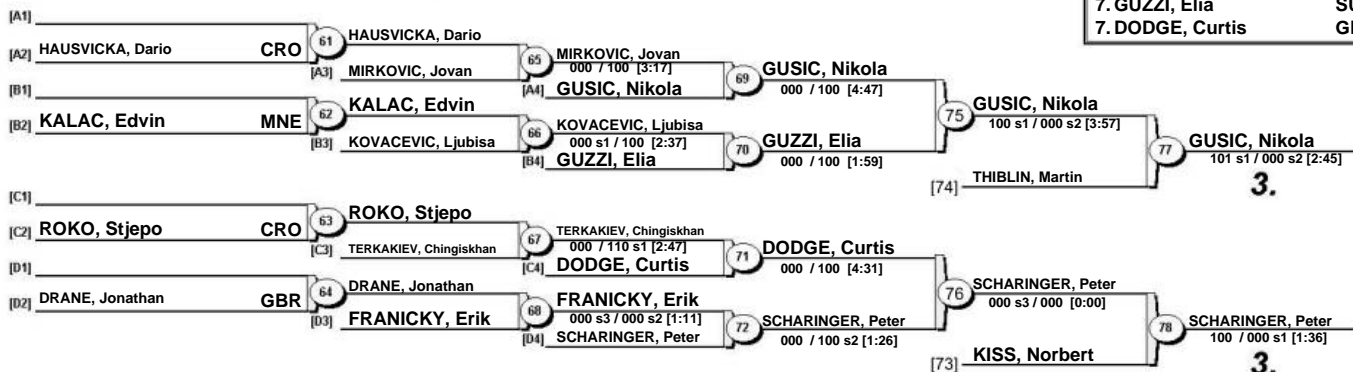 7. GUZZI, Elia SU
7. DODGE, Curtis GB
[A1]
[A2] HAUSVICKA, Dario CRO 61 HAUSVICKA, Dario
[A3] MIRKOVIC, Jovan 65 MIRKOVIC, Jovan
000 / 100 [3:17]
[A4] GUSIC, Nikola 69 GUSIC, Nikola
000 / 100 [4:47]
[B1]
[B2] KALAC, Edvin MNE 62 KALAC, Edvin
[B3] KOVACEVIC, Ljubisa 66 KOVACEVIC, Ljubisa
000 s1 / 100 [2:37]
[B4] GUZZI, Elia 70 GUZZI, Elia
000 / 100 [1:59]
75 GUSIC, Nikola
100 s1 / 000 s2 [3:57]
[74] THIBLIN, Martin
77 GUSIC, Nikola
101 s1 / 000 s2 [2:45]
3.
[C1]
[C2] ROKO, Stjepo CRO 63 ROKO, Stjepo
[C3] TERKAKIEV, Chingiskhan 67 TERKAKIEV, Chingiskhan
000 / 110 s1 [2:47]
[C4] DODGE, Curtis 71 DODGE, Curtis
000 / 100 [4:31]
[D1]
[D2] DRANE, Jonathan GBR 64 DRANE, Jonathan
[D3] FRANICKY, Erik 68 FRANICKY, Erik
000 s3 / 000 s2 [1:11]
[D4] SCHARINGER, Peter 72 SCHARINGER, Peter
000 / 100 s2 [1:26]
76 SCHARINGER, Peter
000 s3 / 000 [0:00]
[73] KISS, Norbert
78 SCHARINGER, Peter
100 / 000 s1 [1:36]
3.